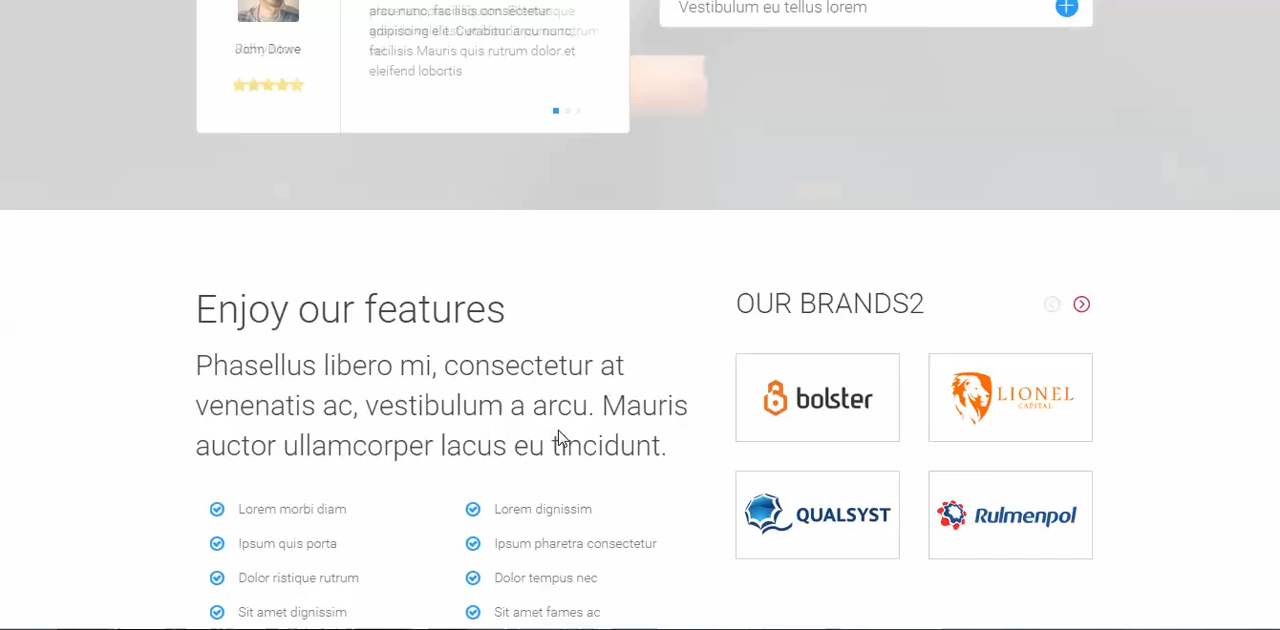 Vestibulum eu tellus lorem
facilisis Mauris quis rutrum dolor et
eleifend lobortis
Enjoy our features
Phasellus libero mi, consectetur at
venenatis ac, vestibulum a arcu. Mauris
auctor ullamcorper lacus eu tincidunt.
Lorem morbi diam
Lorem dignissim
Ipsum quis porta
Ipsum pharetra consectetur
Dolor ristique rutrum
Dolor tempus nec
Sit amet dignissim
Sit amet fames ac
OUR BRANDS2
bolster
LIONEL
CAPITAL
QUALSYST
Rulmenpol